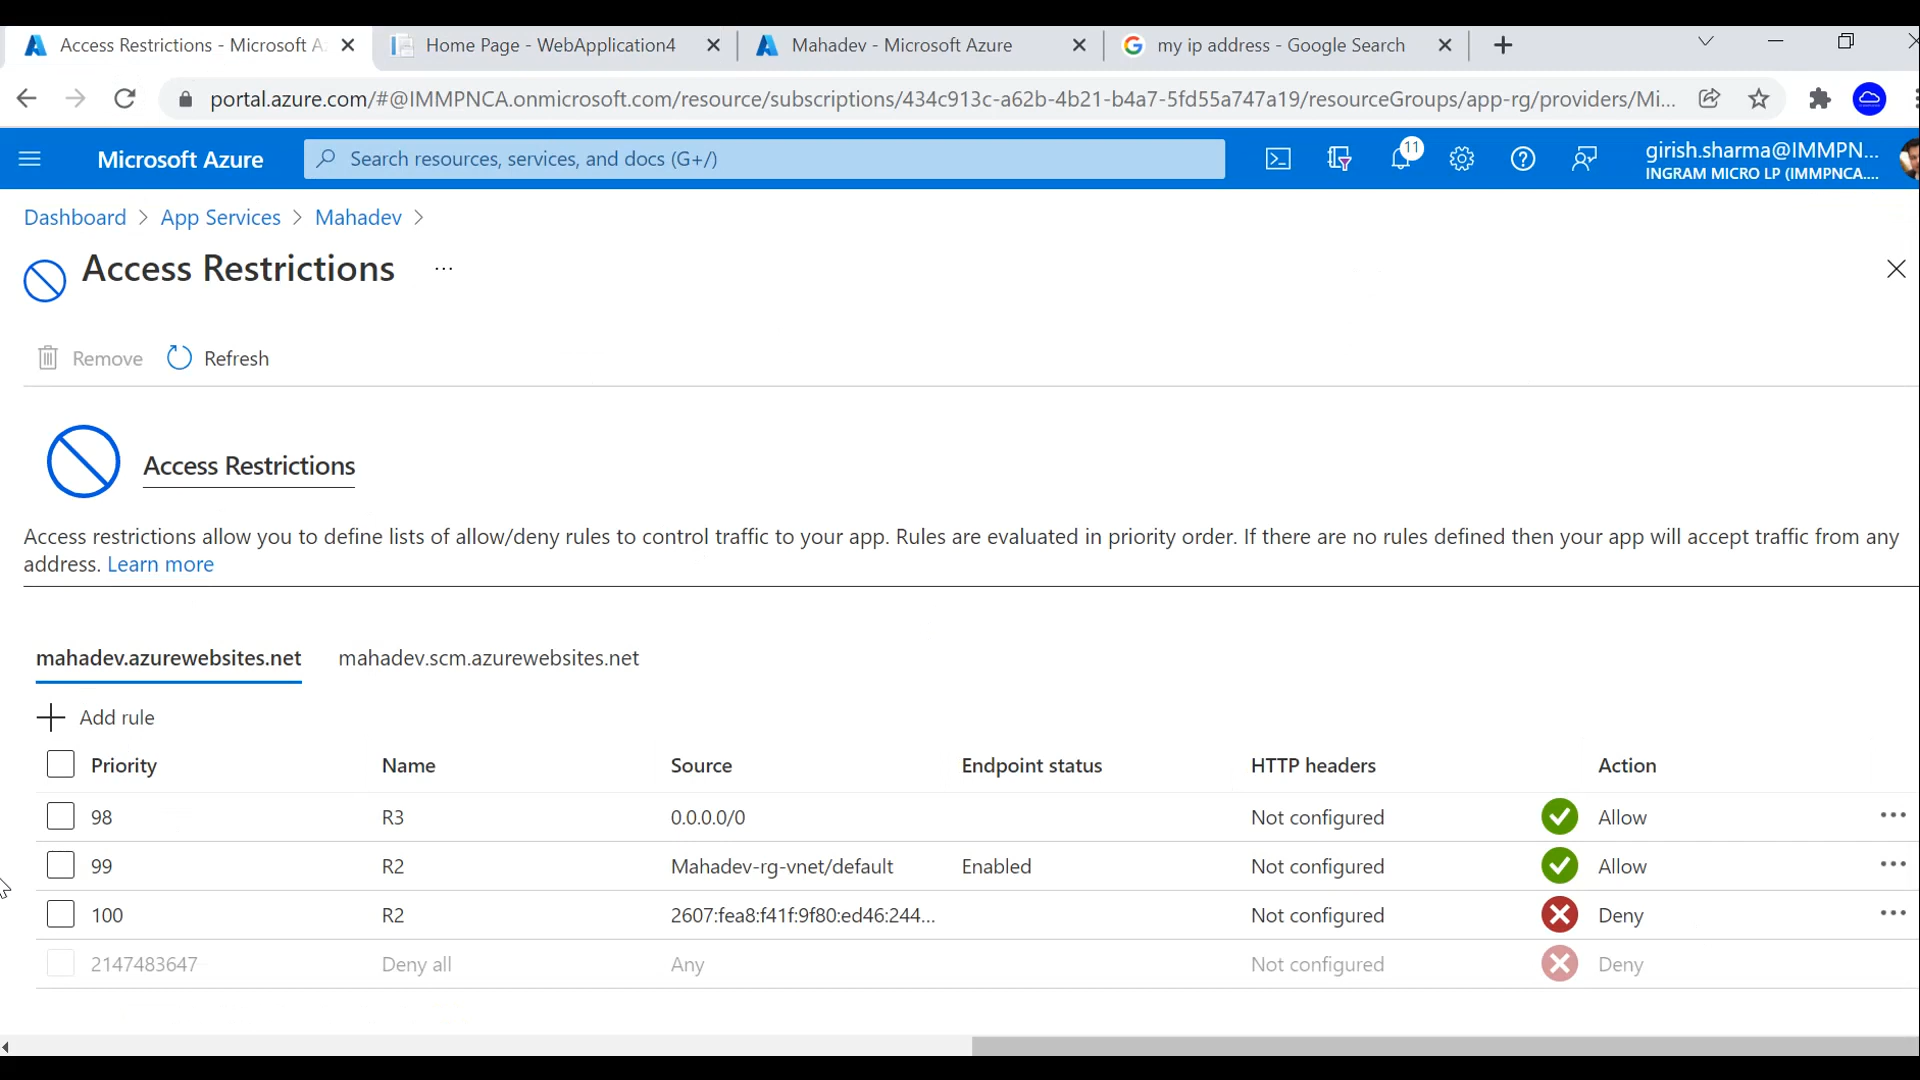 Access Restrictions - Microsoft A
Home Page - WebApplication4
Mahadev - Microsoft Azure
my ip address - Google Search
portal.azure.com/#@IMMPNCA.onmicrosoft.com/resource/subscriptions/434c913c-a62b-4b21-b4a7-5fd55a747a19/resourceGroups/app-rg/providers/Mi...
Microsoft Azure
Search resources, services, and docs (G+/)
11
girish.sharma@IMMPN...
INGRAM MICRO LP (IMMPNCA....
Dashboard > App Services > Mahadev >
Access Restrictions ...
Remove Refresh
Access Restrictions
Access restrictions allow you to define lists of allow/deny rules to control traffic to your app. Rules are evaluated in priority order. If there are no rules defined then your app will accept traffic from any
address. Learn more
mahadev.azurewebsites.net mahadev.scm.azurewebsites.net
Add rule
Priority Name Source Endpoint status HTTP headers Action
98 R3 0.0.0.0/0 Not configured Allow ...
99 R2 Mahadev-rg-vnet/default Enabled Not configured Allow ...
100 R2 2607:fea8:f41f:9f80:ed46:244... Not configured Deny ...
2147483647 Deny all Any Not configured Deny